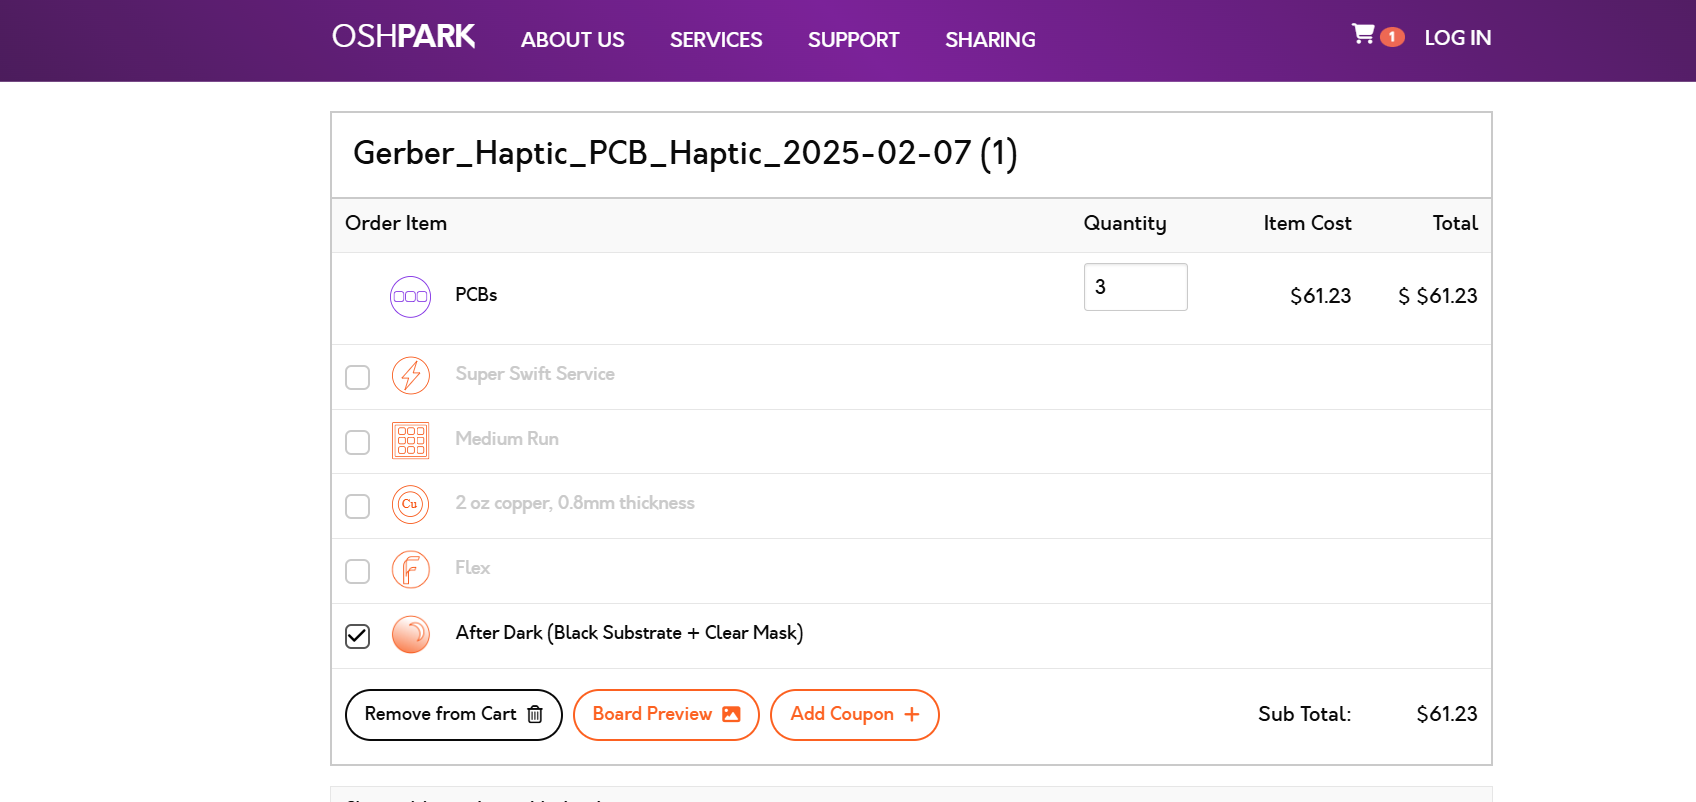 OSHPARK ABOUT US SERVICES SUPPORT SHARING 1 LOG IN
Gerber_Haptic_PCB_Haptic_2025-02-07 (1)
Order Item Quantity Item Cost Total
PCBs 3 $61.23 $ $61.23
Super Swift Service
Medium Run
Cu 2 oz copper, 0.8mm thickness
Flex
After Dark (Black Substrate + Clear Mask)
Remove from Cart Board Preview Add Coupon + Sub Total: $61.23